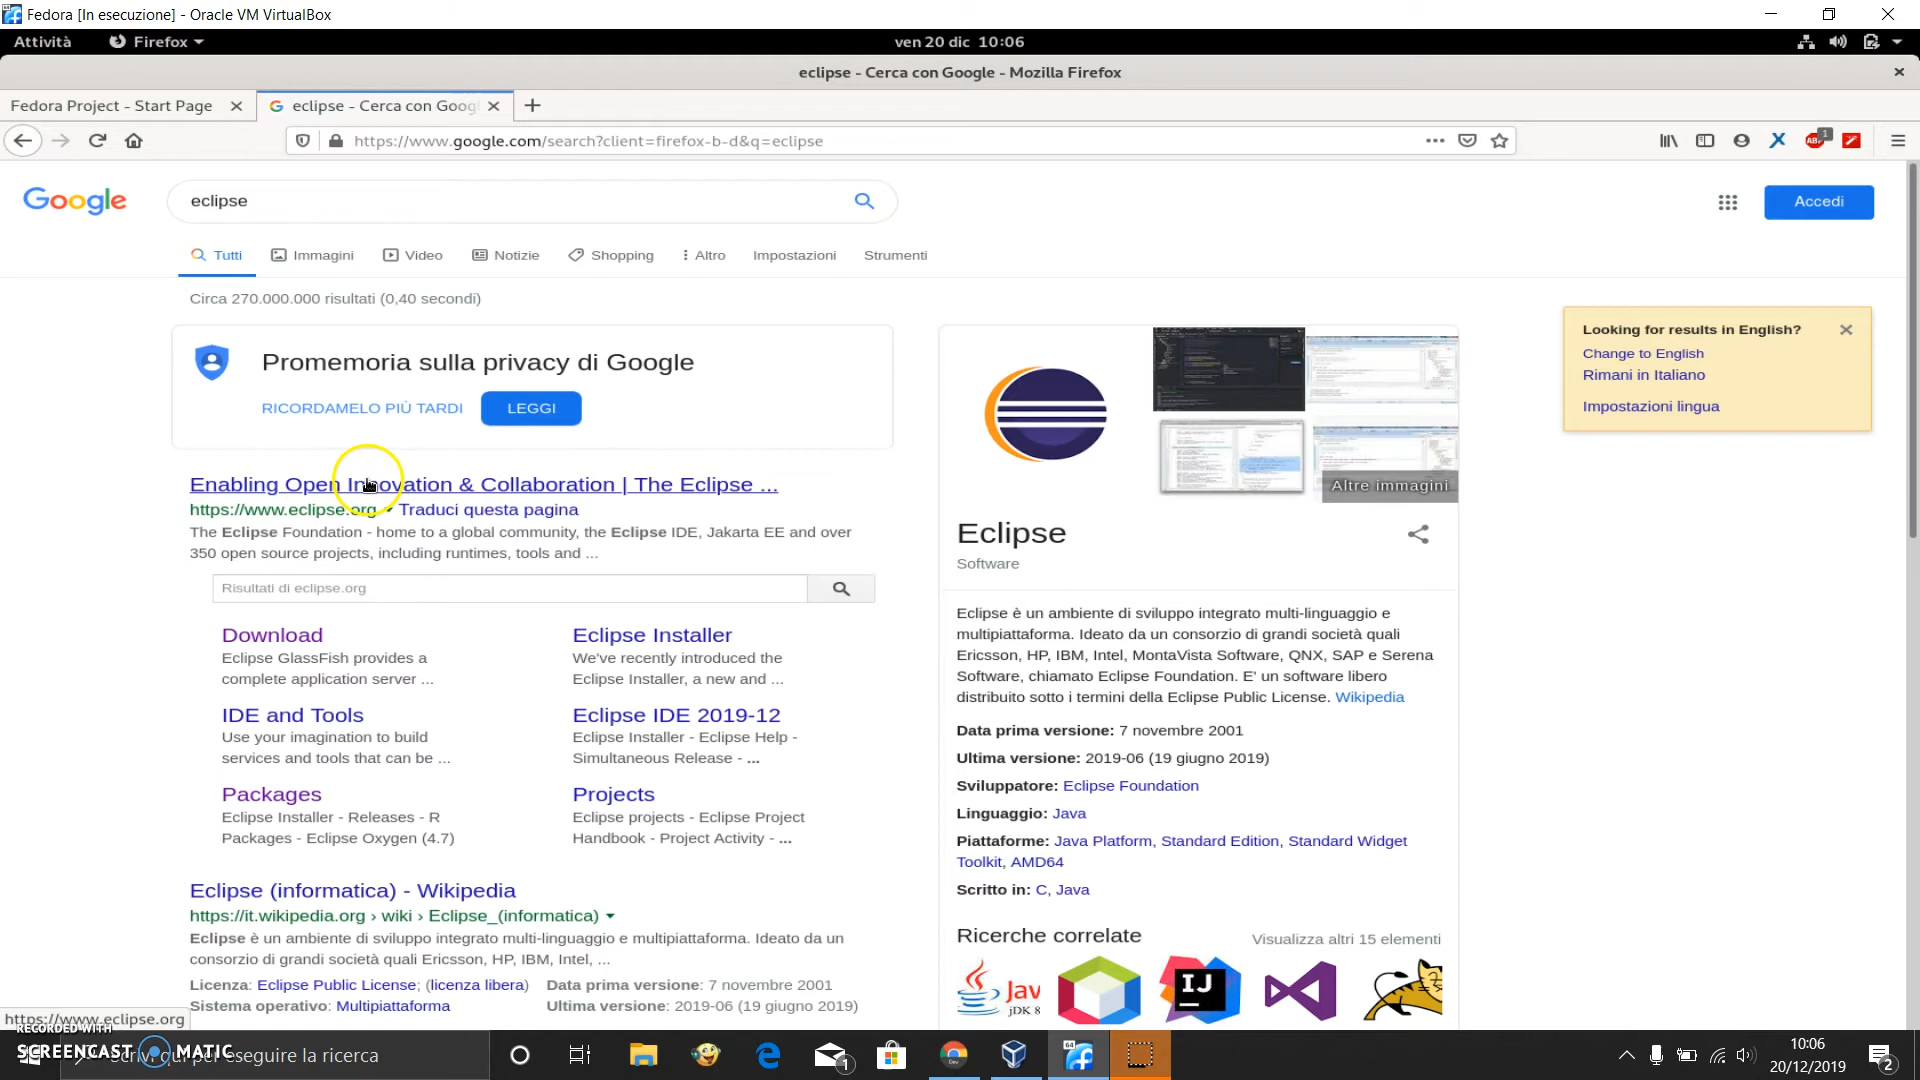 Fedora [In esecuzione] - Oracle VM VirtualBox
Attività Firefox ven 20 dic 10:06
eclipse - Cerca con Google - Mozilla Firefox
Fedora Project - Start Page eclipse - Cerca con Goog
https://www.google.com/search?client=firefox-b-d&q=eclipse ABP 1
Google eclipse Accedi
Tutti Immagini Video Notizie Shopping Altro Impostazioni Strumenti
Circa 270.000.000 risultati (0,40 secondi)
Promemoria sulla privacy di Google
RICORDAMELO PIÙ TARDI LEGGI
Enabling Open Innovation & Collaboration | The Eclipse ...
https://www.eclipse.org Traduci questa pagina
The Eclipse Foundation - home to a global community, the Eclipse IDE, Jakarta EE and over
350 open source projects, including runtimes, tools and ...
Risultati di eclipse.org
Download
Eclipse GlassFish provides a
complete application server ...
Eclipse Installer
We've recently introduced the
Eclipse Installer, a new and ...
IDE and Tools
Use your imagination to build
services and tools that can be ...
Eclipse IDE 2019-12
Eclipse Installer - Eclipse Help -
Simultaneous Release - ...
Packages
Eclipse Installer - Releases - R
Packages - Eclipse Oxygen (4.7)
Projects
Eclipse projects - Eclipse Project
Handbook - Project Activity - ...
Eclipse (informatica) - Wikipedia
https://it.wikipedia.org › wiki › Eclipse_(informatica)
Eclipse è un ambiente di sviluppo integrato multi-linguaggio e multipiattaforma. Ideato da un
consorzio di grandi società quali Ericsson, HP, IBM, Intel, ...
Licenza: Eclipse Public License; (licenza libera) Data prima versione: 7 novembre 2001
Sistema operativo: Multipiattaforma Ultima versione: 2019-06 (19 giugno 2019)
Altre immagini
Eclipse
Software
Eclipse è un ambiente di sviluppo integrato multi-linguaggio e
multipiattaforma. Ideato da un consorzio di grandi società quali
Ericsson, HP, IBM, Intel, MontaVista Software, QNX, SAP e Serena
Software, chiamato Eclipse Foundation. E' un software libero
distribuito sotto i termini della Eclipse Public License. Wikipedia
Data prima versione: 7 novembre 2001
Ultima versione: 2019-06 (19 giugno 2019)
Sviluppatore: Eclipse Foundation
Linguaggio: Java
Piattaforme: Java Platform, Standard Edition, Standard Widget
Toolkit, AMD64
Scritto in: C, Java
Ricerche correlate Visualizza altri 15 elementi
Jav
JDK 8
IJ
Looking for results in English?
Change to English
Rimani in Italiano
Impostazioni lingua
https://www.eclipse.org
RECORDED WITH
SCREENCAST MATIC
qui per eseguire la ricerca
Dev
64
1
10:06
20/12/2019
2